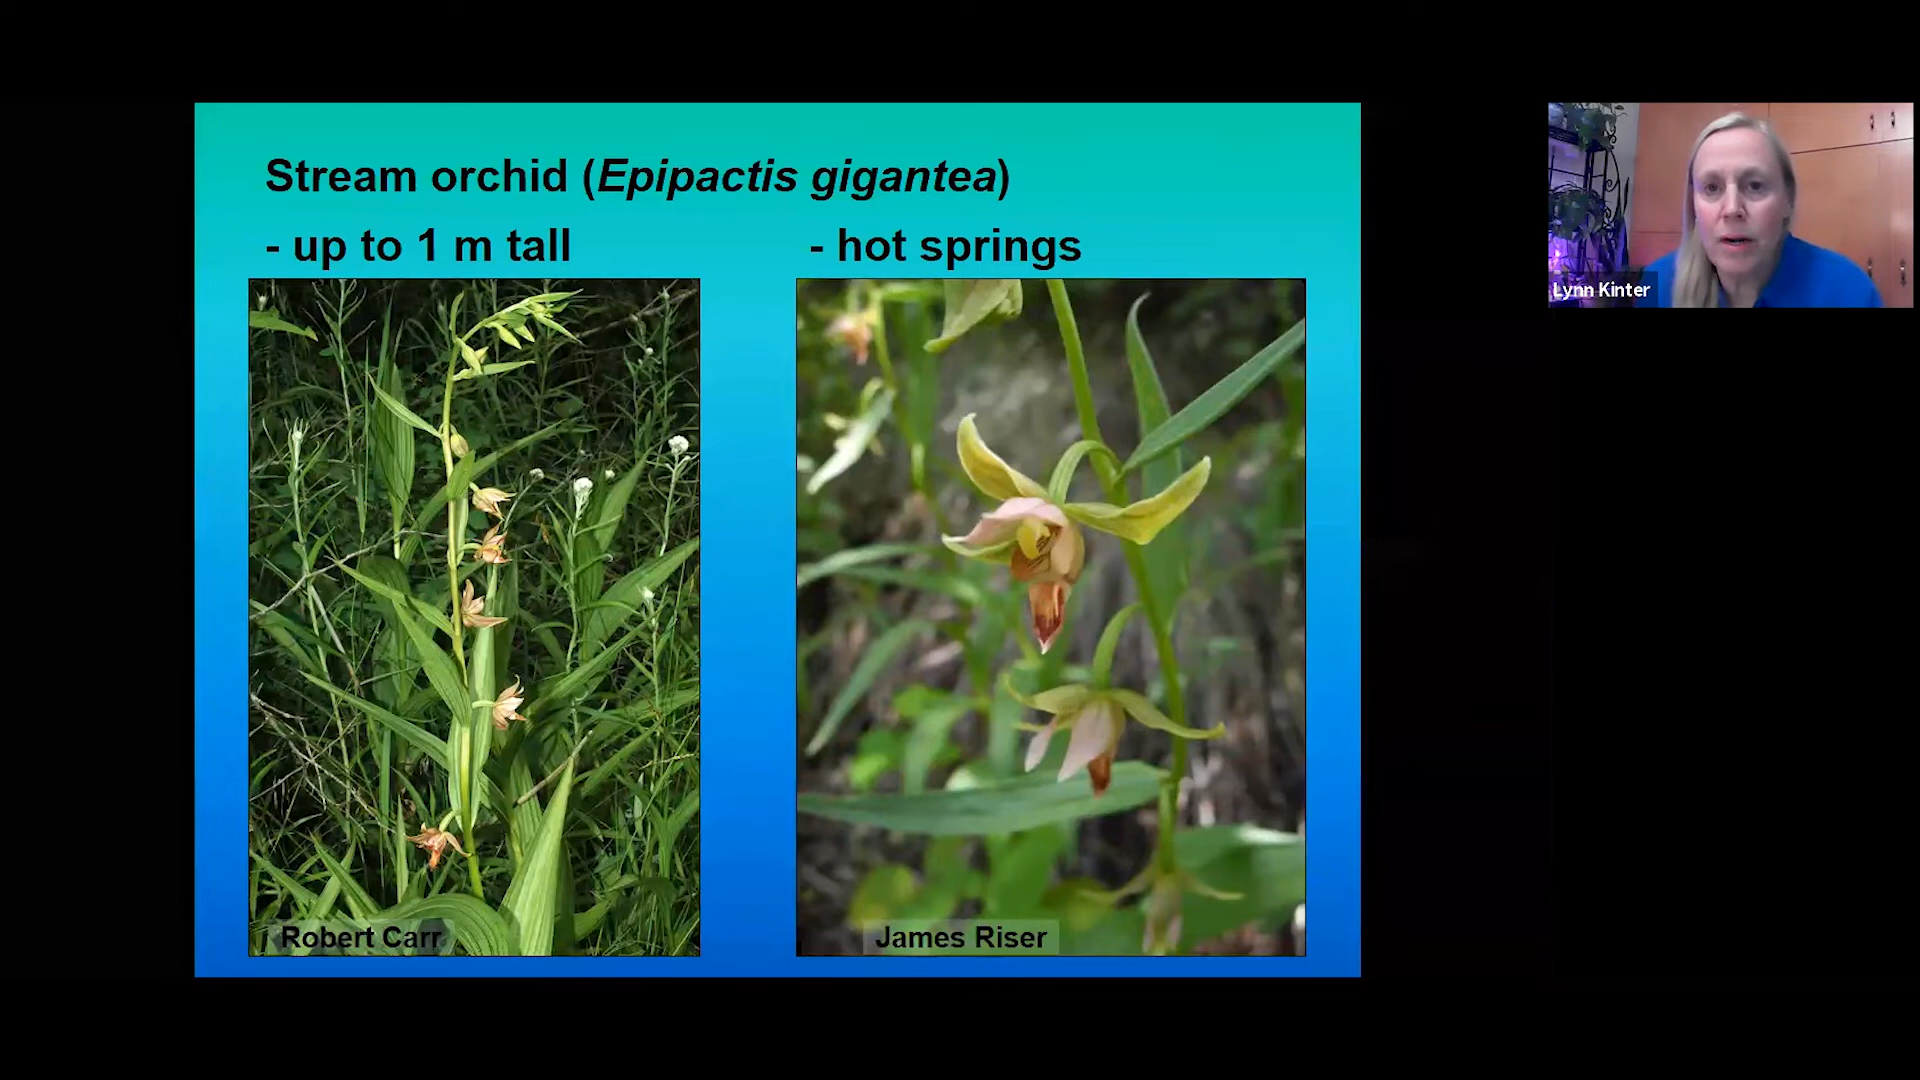 Stream orchid (Epipactis gigantea)
- up to 1 m tall
- hot springs
Robert Carr
James Riser
Lynn Kinter